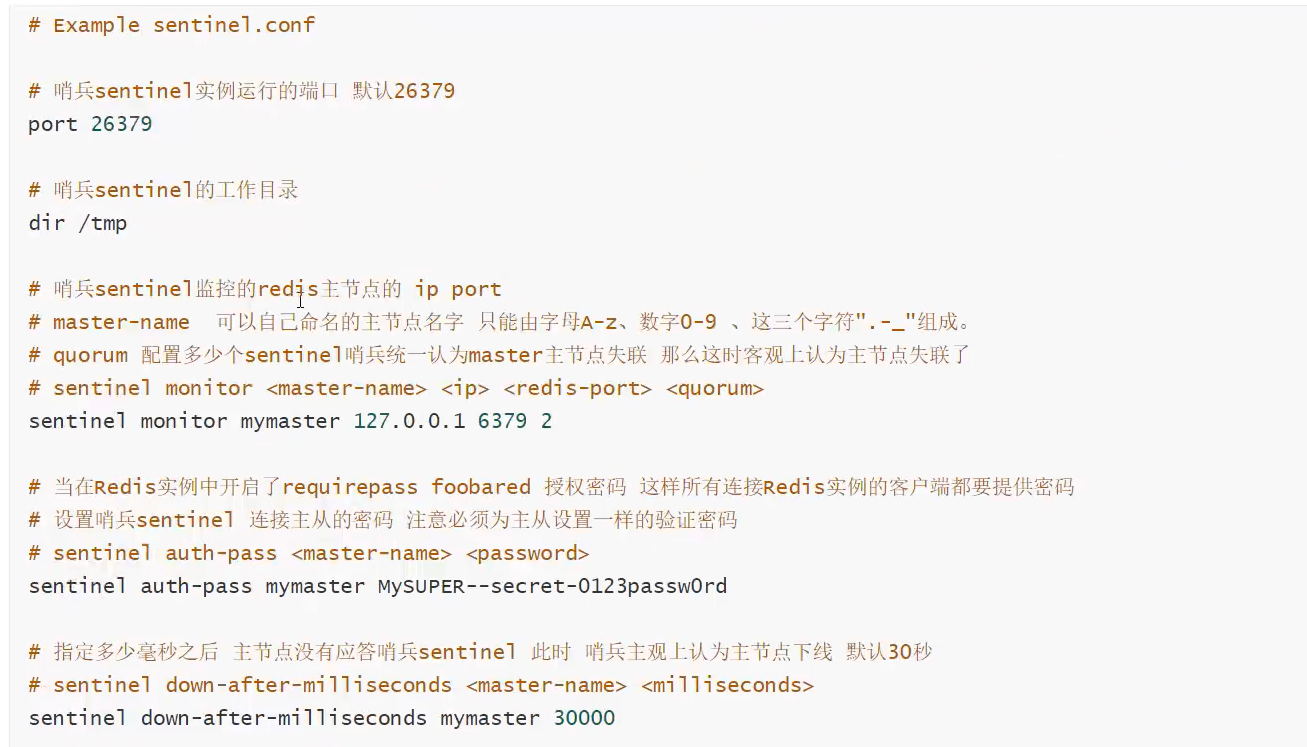 # Example sentinel.conf
# 哨兵sentinel实例运行的端口 默认26379
port 26379
# 哨兵sentinel的工作目录
dir /tmp
# 哨兵sentinel监控的redis主节点的 ip port
# master-name  可以自己命名的主节点名字 只能由字母A-z、数字0-9 、这三个字符".-_"组成。
# quorum 配置多少个sentinel哨兵统一认为master主节点失联 那么这时客观上认为主节点失联了
# sentinel monitor <master-name> <ip> <redis-port> <quorum>
sentinel monitor mymaster 127.0.0.1 6379 2
# 当在Redis实例中开启了requirepass foobared 授权密码 这样所有连接Redis实例的客户端都要提供密码
# 设置哨兵sentinel 连接主从的密码 注意必须为主从设置一样的验证密码
# sentinel auth-pass <master-name> <password>
sentinel auth-pass mymaster MySUPER--secret-0123passw0rd
# 指定多少毫秒之后 主节点没有应答哨兵sentinel 此时 哨兵主观上认为主节点下线 默认30秒
# sentinel down-after-milliseconds <master-name> <milliseconds>
sentinel down-after-milliseconds mymaster 30000